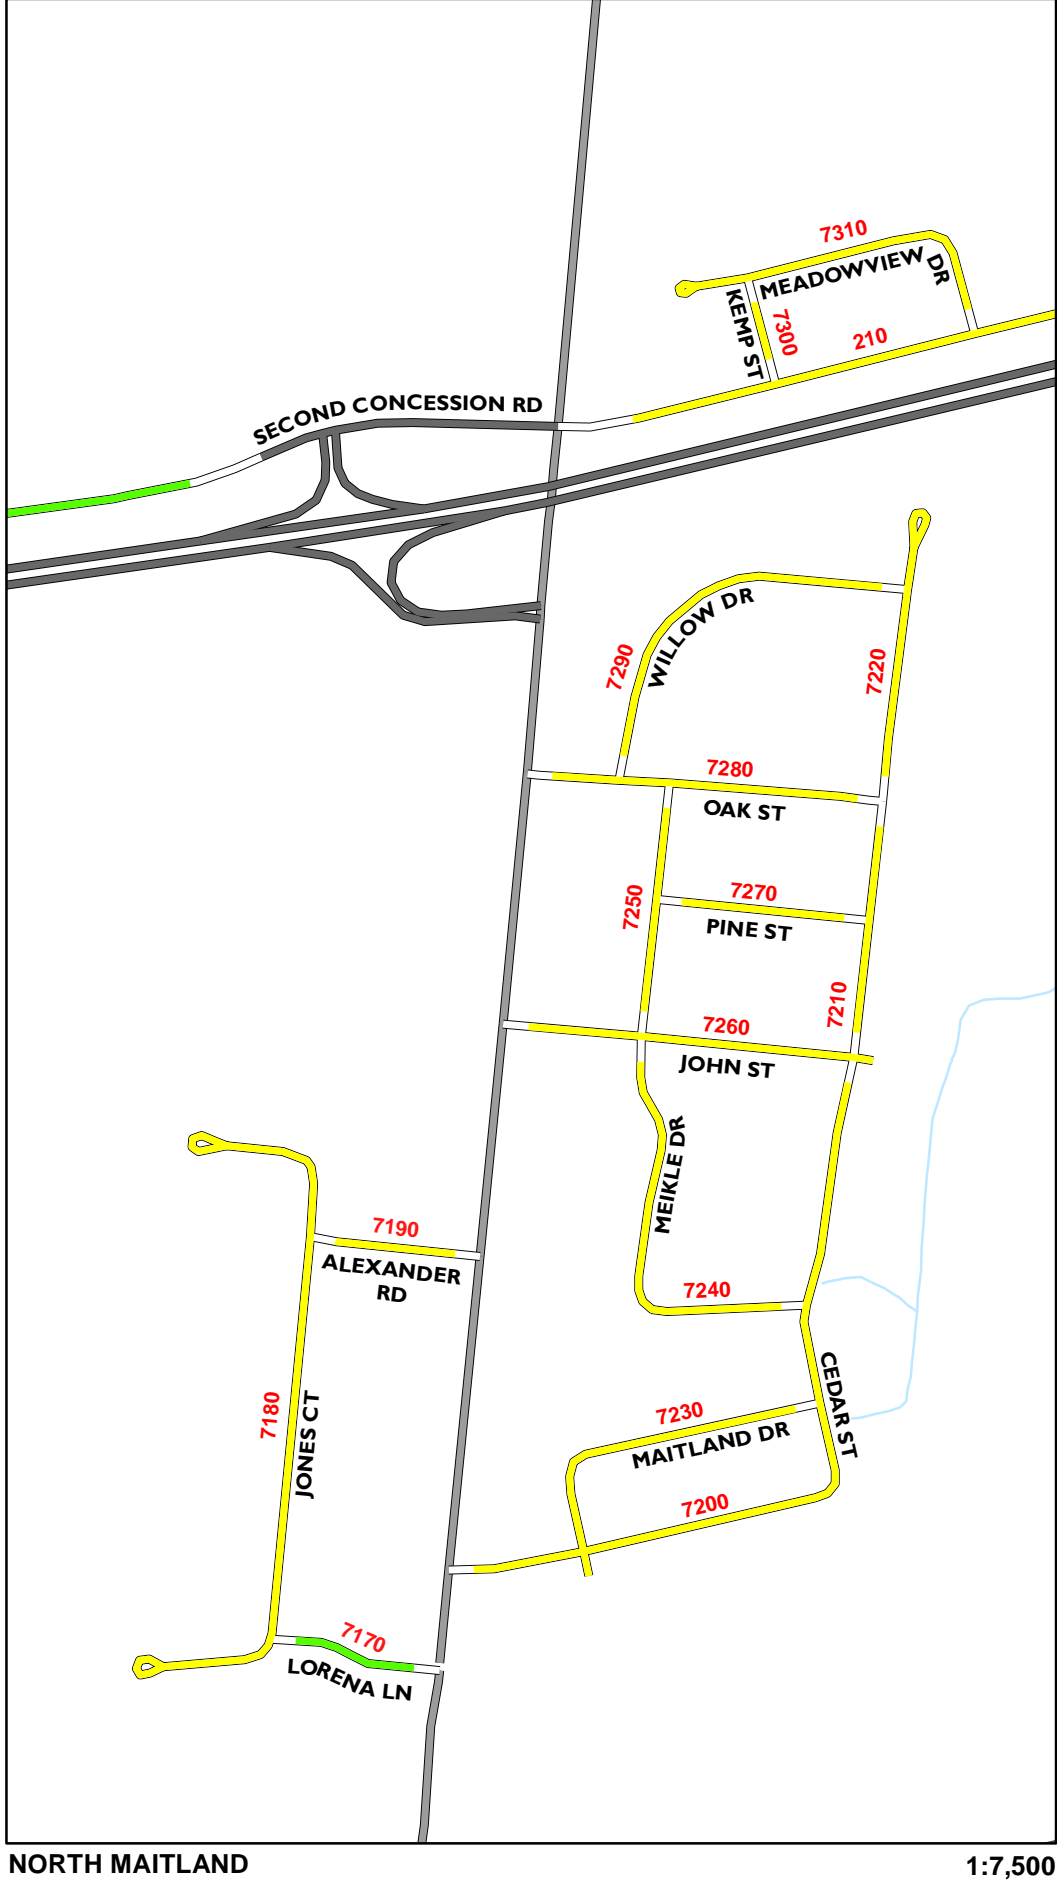 7310
MEADOWVIEW DR
KEMP ST
7300
210
SECOND CONCESSION RD
WILLOW DR
7290
7220
7280
OAK ST
7270
7250
PINE ST
7210
7260
JOHN ST
MEIKLE DR
7190
ALEXANDER
RD
7240
CEDAR ST
7180
JONES CT
7230
MAITLAND DR
7200
7170
LORENA LN
NORTH MAITLAND
1:7,500